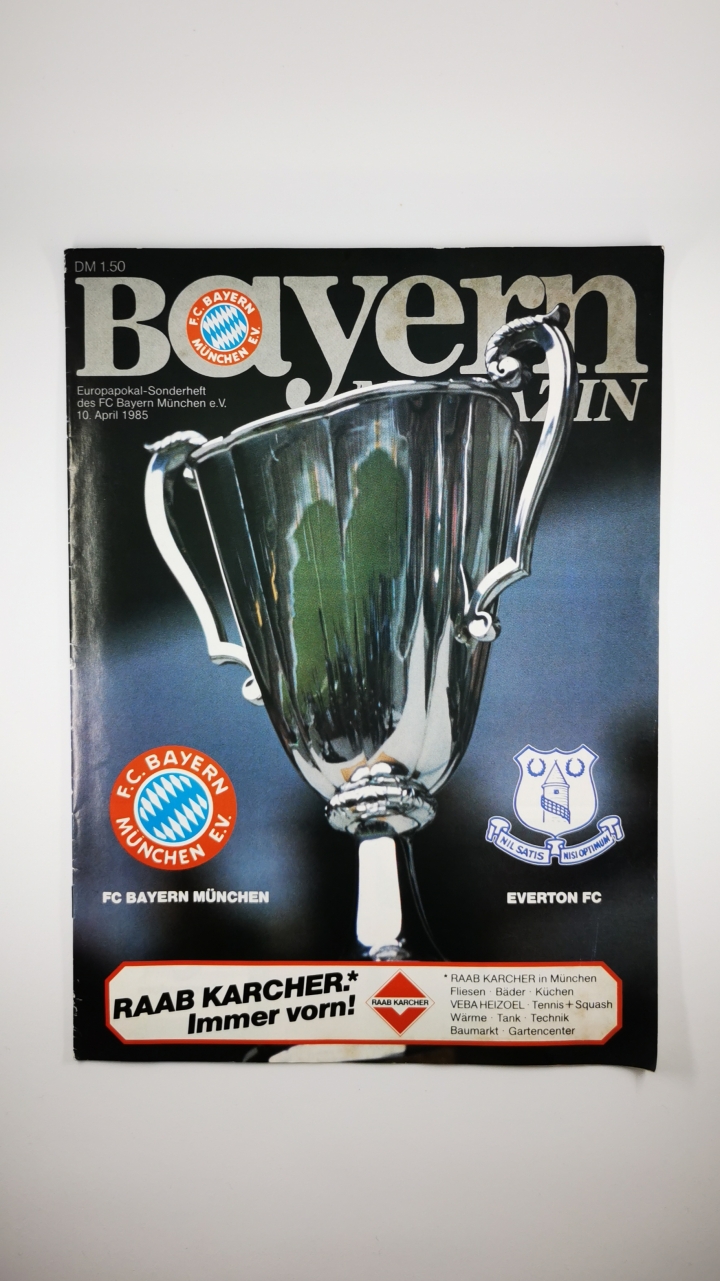 DM 1.50
Bayern
F.C. BAYERN MÜNCHEN E.V.
Europapokal-Sonderheft
des FC Bayern München e.V.
10. April 1985
F.C. BAYERN MÜNCHEN E.V.
NIL SATIS NISI OPTIMUM
FC BAYERN MÜNCHEN
EVERTON FC
RAAB KARCHER.*
Immer vorn!
RAAB KARCHER
* RAAB KARCHER in München
Fliesen · Bäder · Küchen
VEBA HEIZOEL · Tennis + Squash
Wärme · Tank · Technik
Baumarkt · Gartencenter